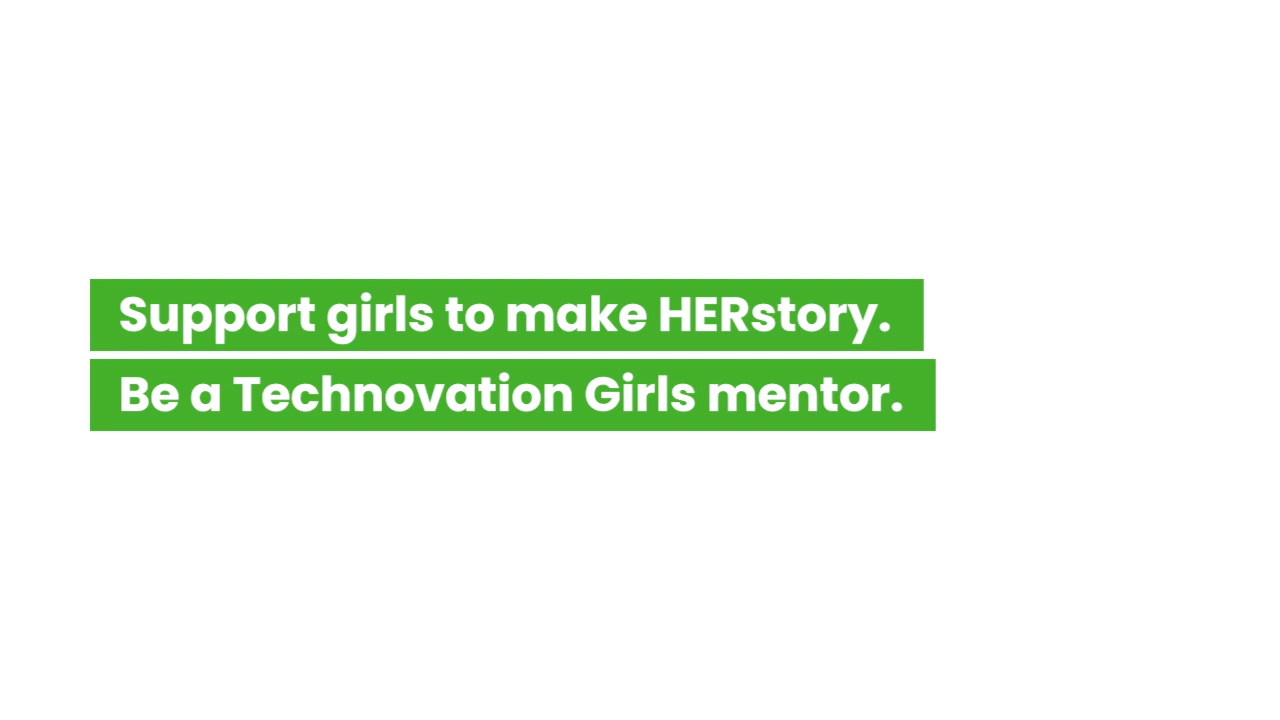 Support girls to make HERstory.
Be a Technovation Girls mentor.